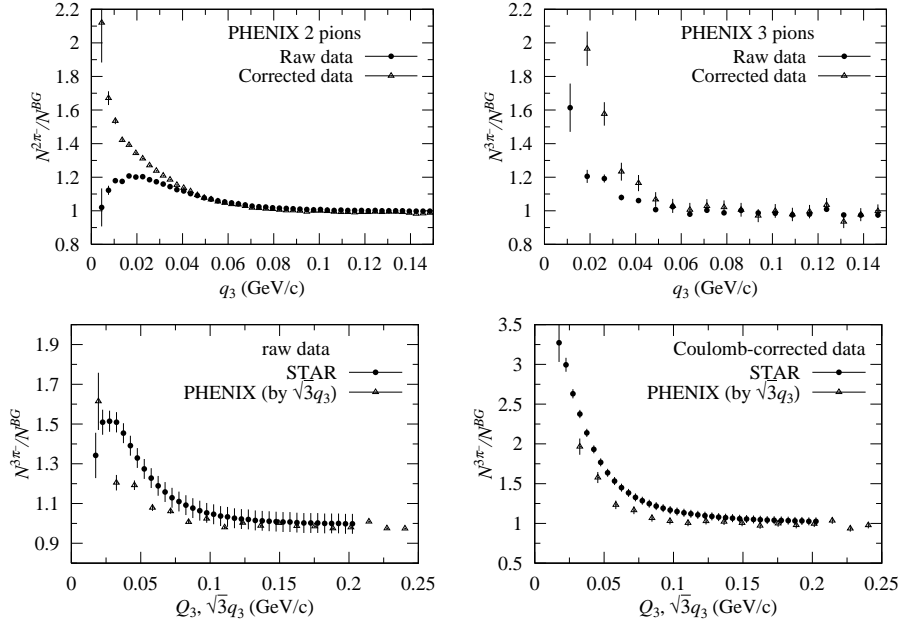 PHENIX 2 pions
Raw data
Corrected data
N^{2π−}/N^{BG}
2.2
2
1.8
1.6
1.4
1.2
1
0.8
0 0.02 0.04 0.06 0.08 0.1 0.12 0.14
q₃ (GeV/c)
PHENIX 3 pions
Raw data
Corrected data
N^{3π−}/N^{BG}
2.2
2
1.8
1.6
1.4
1.2
1
0.8
0 0.02 0.04 0.06 0.08 0.1 0.12 0.14
q₃ (GeV/c)
raw data
STAR
PHENIX (by √3q₃)
N^{3π−}/N^{BG}
1.9
1.7
1.5
1.3
1.1
0.9
0 0.05 0.1 0.15 0.2 0.25
Q₃, √3q₃ (GeV/c)
Coulomb-corrected data
STAR
PHENIX (by √3q₃)
N^{3π−}/N^{BG}
3.5
3
2.5
2
1.5
1
0.5
0 0.05 0.1 0.15 0.2 0.25
Q₃, √3q₃ (GeV/c)